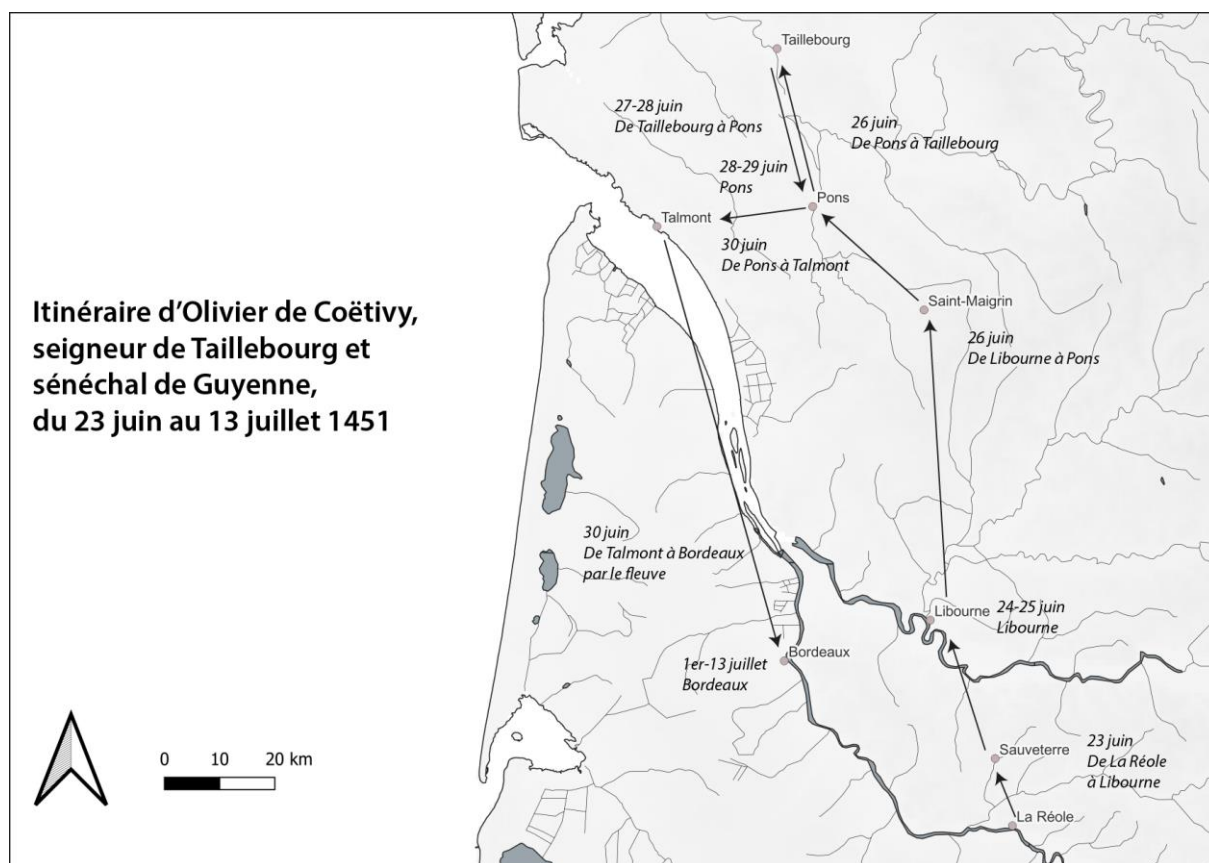 Itinéraire d'Olivier de Coëtivy,
seigneur de Taillebourg et
sénéchal de Guyenne,
du 23 juin au 13 juillet 1451
0 10 20 km
Taillebourg
27-28 juin
De Taillebourg à Pons
26 juin
De Pons à Taillebourg
28-29 juin
Pons
Pons
Talmont
30 juin
De Pons à Talmont
Saint-Maigrin
26 juin
De Libourne à Pons
30 juin
De Talmont à Bordeaux
par le fleuve
Libourne
24-25 juin
Libourne
Bordeaux
1er-13 juillet
Bordeaux
Sauveterre
23 juin
De La Réole
à Libourne
La Réole